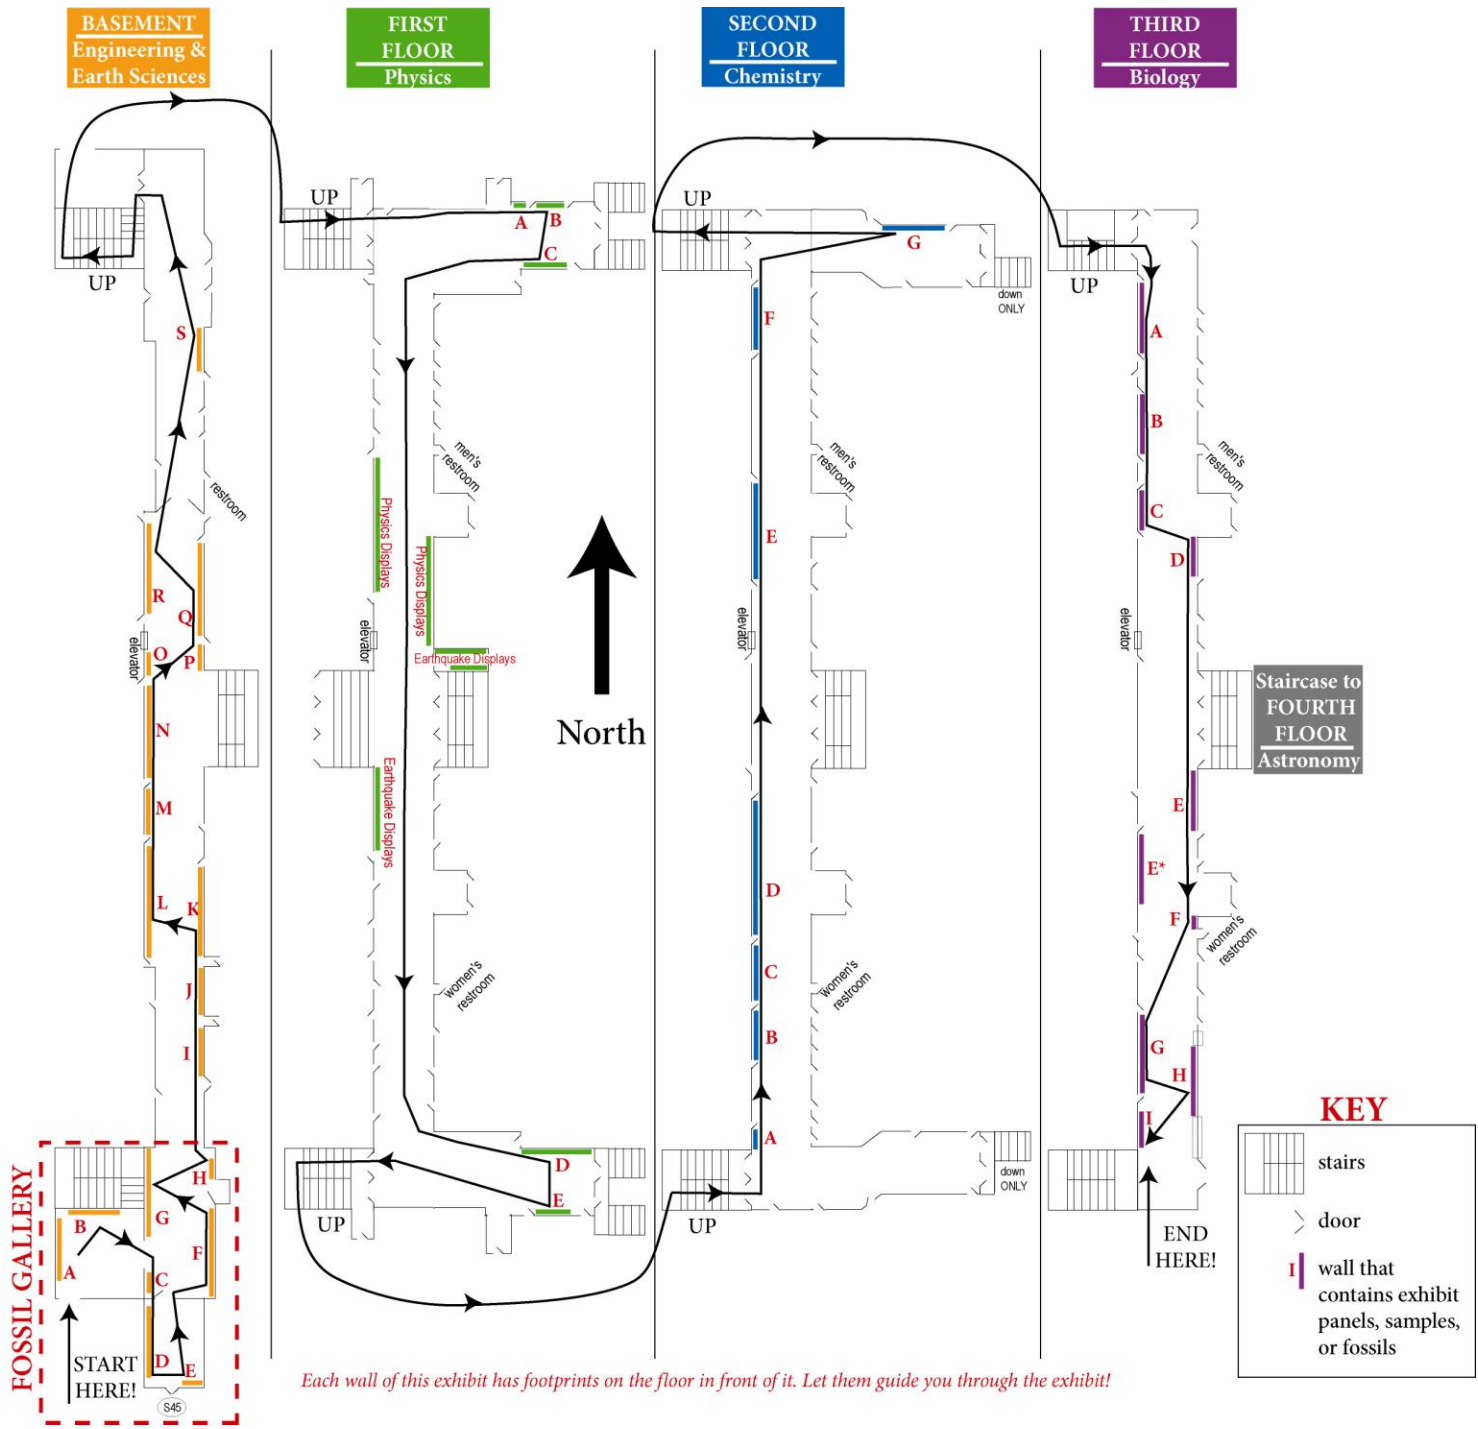 BASEMENT
Engineering &
Earth Sciences
FIRST
FLOOR
Physics
SECOND
FLOOR
Chemistry
THIRD
FLOOR
Biology
UP
S
restroom
R
Q
elevator
O
P
N
M
L
K
J
I
H
G
B
A
F
C
D
E
START
HERE!
S45
FOSSIL GALLERY
UP
A
B
C
men's
restroom
Physics Displays
Physics Displays
elevator
Earthquake Displays
Earthquake Displays
women's
restroom
D
E
UP
North
UP
G
down
ONLY
F
men's
restroom
E
elevator
D
C
women's
restroom
B
A
down
ONLY
UP
UP
A
B
men's
restroom
C
D
elevator
Staircase to
FOURTH
FLOOR
Astronomy
E
E*
F
women's
restroom
G
H
I
END
HERE!
KEY
stairs
door
I
wall that
contains exhibit
panels, samples,
or fossils
Each wall of this exhibit has footprints on the floor in front of it. Let them guide you through the exhibit!